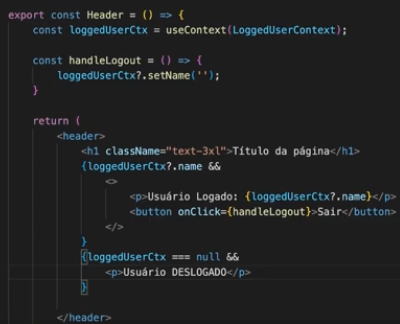 export const Header = () => {
    const loggedUserCtx = useContext(LoggedUserContext);

    const handleLogout = () => {
        loggedUserCtx?.setName('');
    }

    return (
        <header>
            <h1 className="text-3xl">Título da página</h1>
            {loggedUserCtx?.name &&
                <>
                    <p>Usuário Logado: {loggedUserCtx?.name}</p>
                    <button onClick={handleLogout}>Sair</button>
                </>
            }
            {loggedUserCtx === null &&
                <p>Usuário DESLOGADO</p>
            }

        </header>